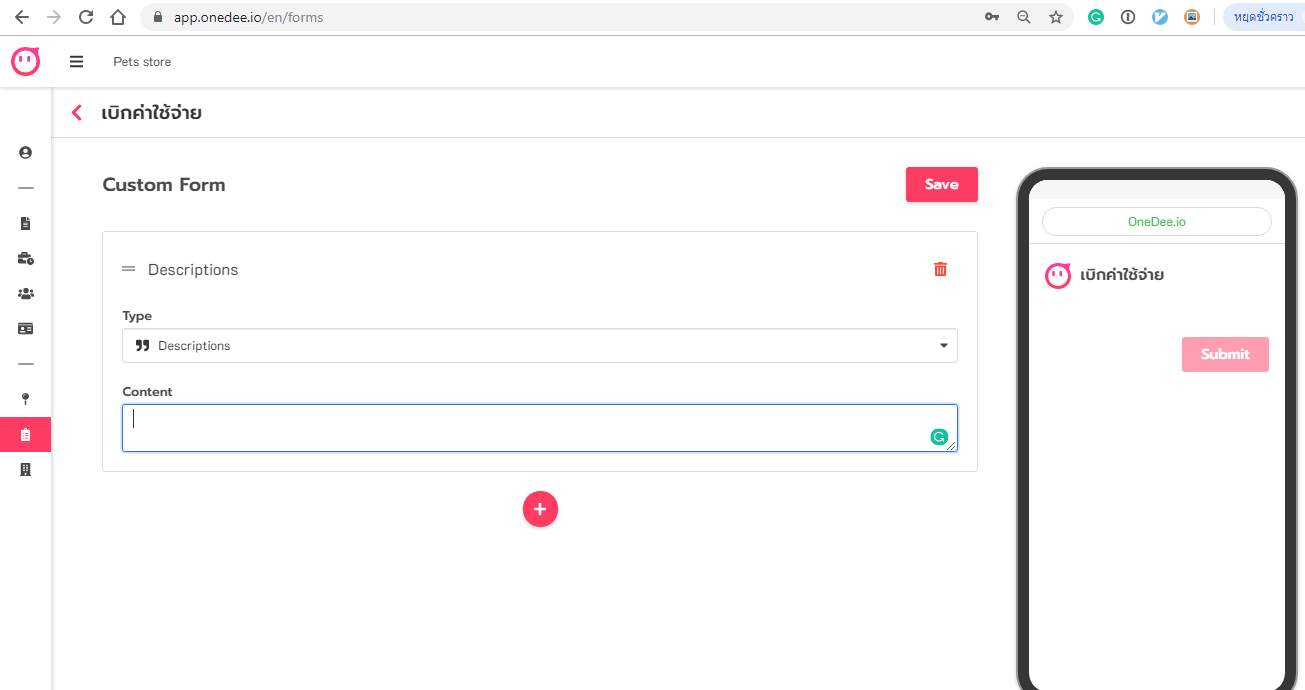 app.onedee.io/en/forms
หยุดชั่วคราว
Pets store
เบิกค่าใช้จ่าย
Custom Form
Save
Descriptions
Type
Descriptions
Content
OneDee.io
เบิกค่าใช้จ่าย
Submit